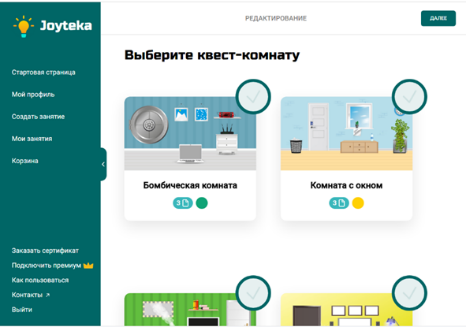 Joyteka
РЕДАКТИРОВАНИЕ
ДАЛЕЕ
Выберите квест-комнату
Стартовая страница
Мой профиль
Создать занятие
Мои занятия
Корзина
Бомбическая комната
3
Комната с окном
3
Заказать сертификат
Подключить премиум
Как пользоваться
Контакты ↗
Выйти